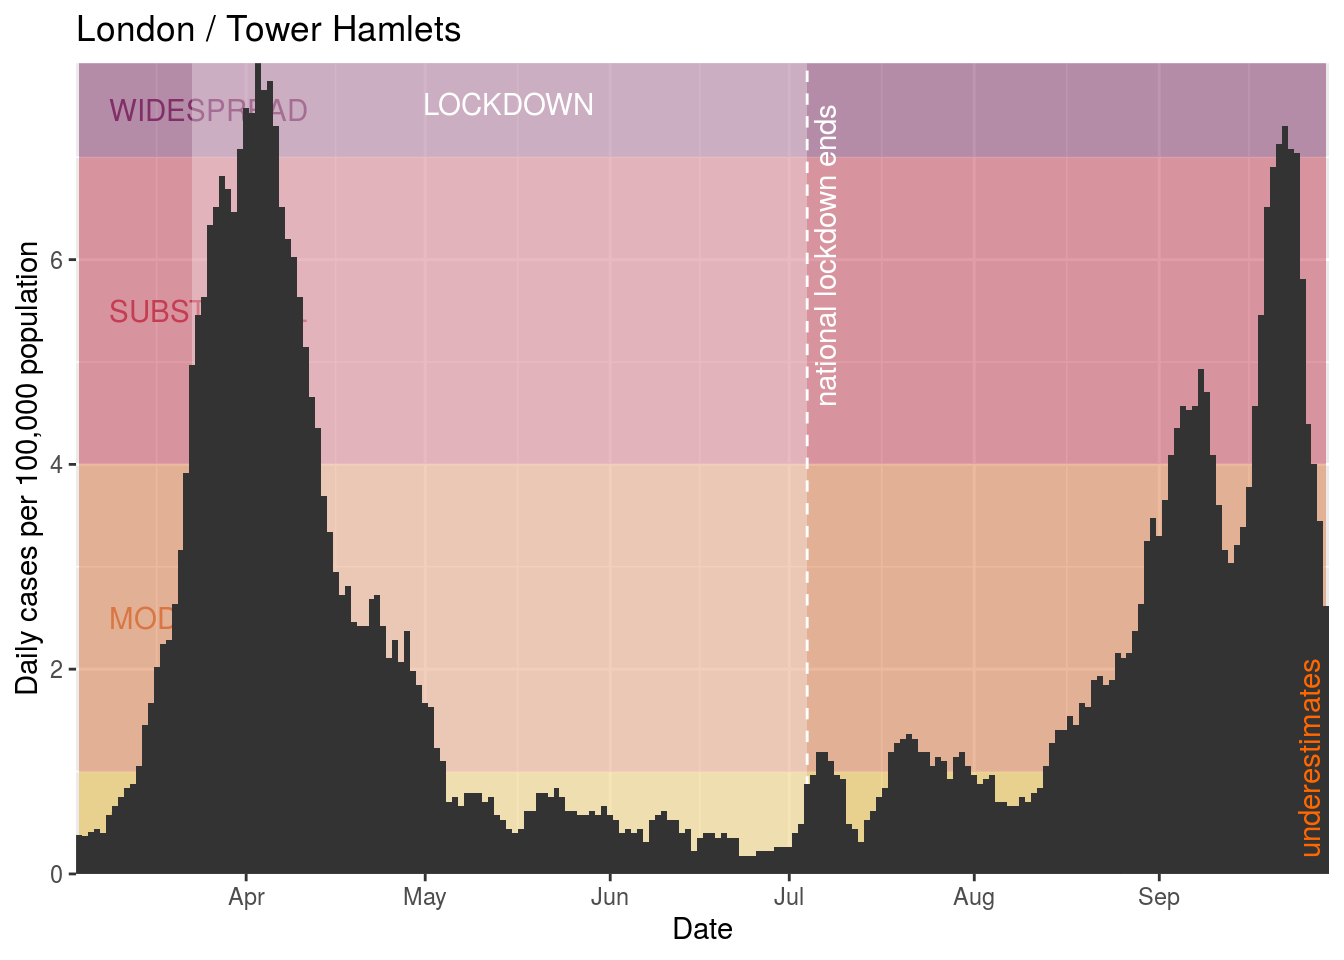 London / Tower Hamlets
WIDESPREAD
LOCKDOWN
national lockdown ends
SUBST
MOD
underestimates
Daily cases per 100,000 population
6
4
2
0
Apr May Jun Jul Aug Sep
Date